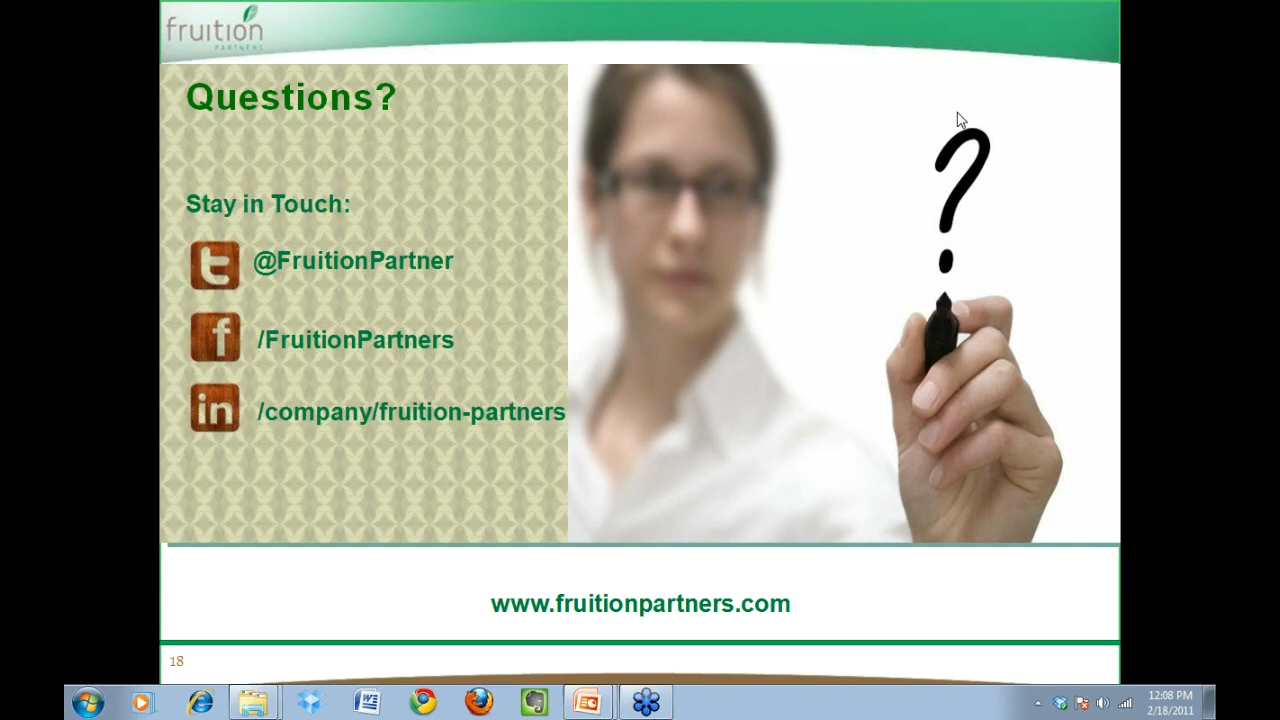 fruition
PARTNERS
Questions?
Stay in Touch:
@FruitionPartner
/FruitionPartners
/company/fruition-partners
?
www.fruitionpartners.com
18
12:08 PM
2/18/2011